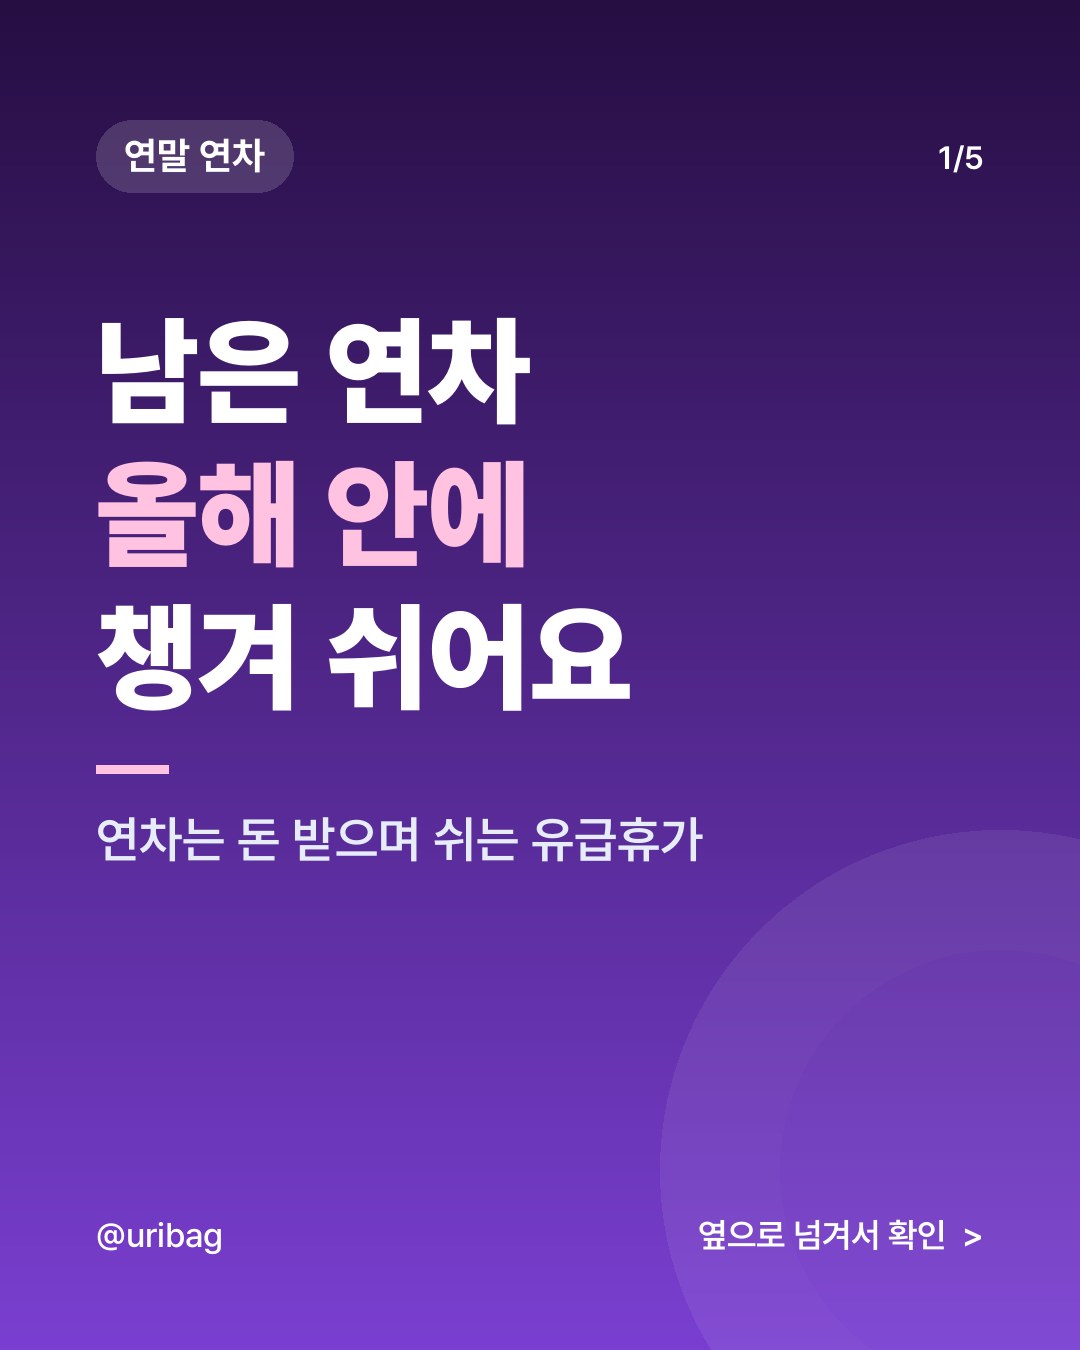 연말 연차
1/5
남은 연차
올해 안에
챙겨 쉬어요
연차는 돈 받으며 쉬는 유급휴가
@uribag
옆으로 넘겨서 확인 >